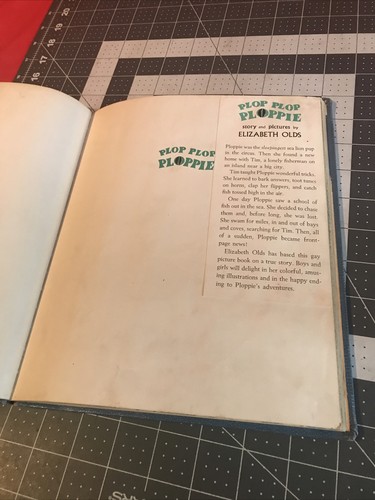 20
19
18
17
16
PLOP PLOP
PLOPPIE
PLOP PLOP
PLOPPIE
story and pictures by
ELIZABETH OLDS
Ploppie was the sleepingest sea lion pup
in the circus. Then she found a new
home with Tim, a lonely fisherman on
an island near a big city.
Tim taught Ploppie wonderful tricks.
She learned to bark answers, toot tunes
on horns, clap her flippers, and catch
fish tossed high in the air.
One day Ploppie saw a school of
fish out in the sea. She decided to chase
them and, before long, she was lost.
She swam for miles, in and out of bays
and coves, searching for Tim. Then, all
of a sudden, Ploppie became front-
page news!
Elizabeth Olds has based this gay
picture book on a true story. Boys and
girls will delight in her colorful, amus-
ing illustrations and in the happy end-
ing to Ploppie's adventures.